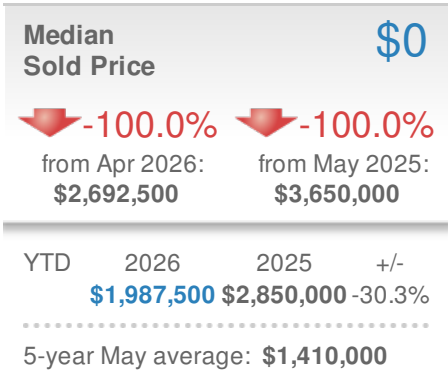 Median $0
Sold Price
-100.0% -100.0%
from Apr 2026: from May 2025:
$2,692,500 $3,650,000
YTD 2026 2025 +/-
$1,987,500 $2,850,000 -30.3%
5-year May average: $1,410,000